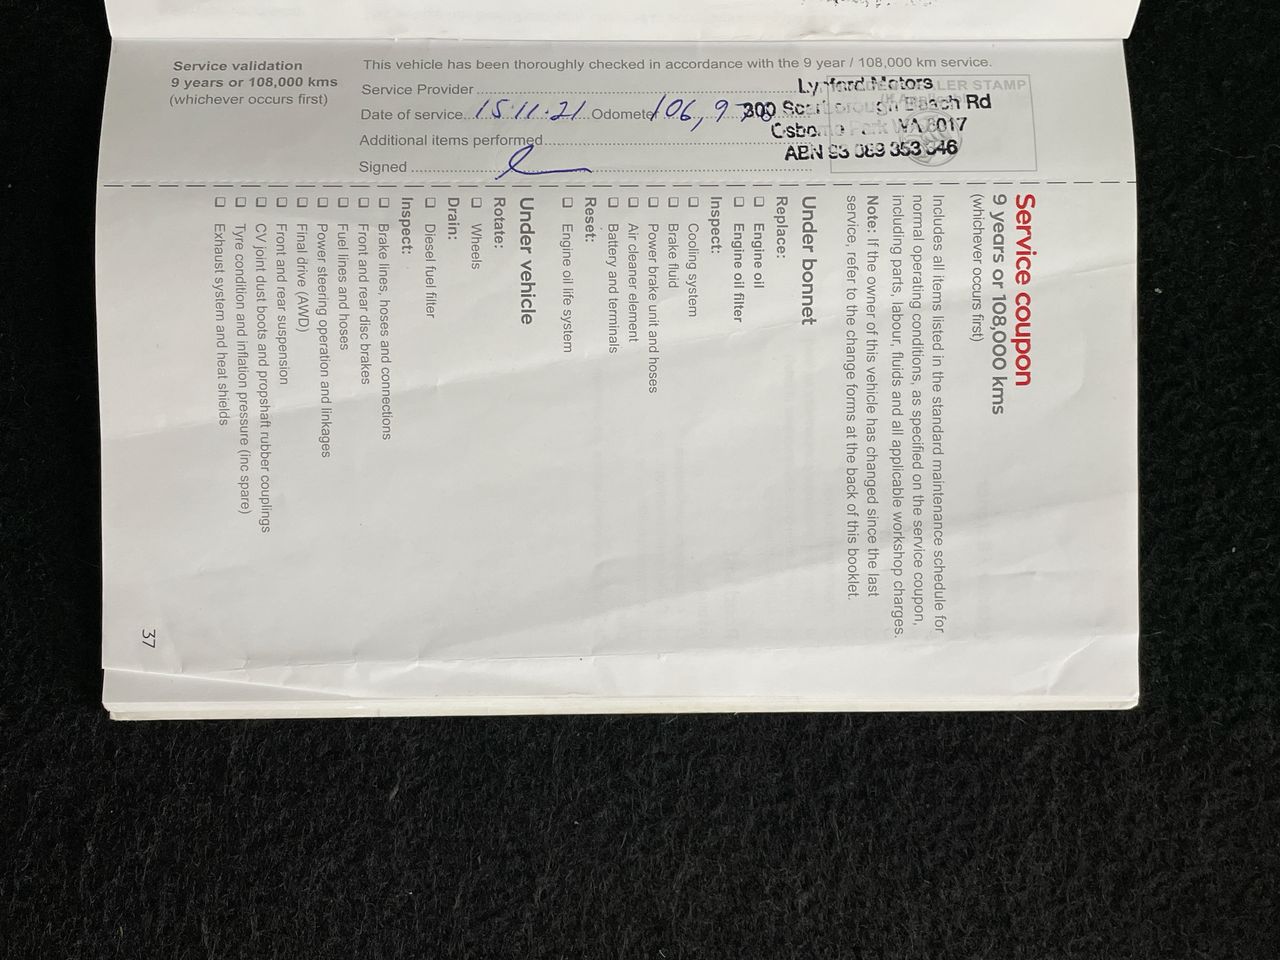 Service validation
9 years or 108,000 kms
(whichever occurs first)
This vehicle has been thoroughly checked in accordance with the 9 year / 108,000 km service.
Service Provider
Date of service 15.11.21 Odometer 106,9
Additional items performed
Signed
DEALER STAMP
Lynford Motors
300 Scarborough Beach Rd
Osborne Park WA 6017
ABN 93 089 353 346
Service coupon
9 years or 108,000 kms
(whichever occurs first)
Includes all items listed in the standard maintenance schedule for
normal operating conditions, as specified on the service coupon,
including parts, labour, fluids and all applicable workshop charges.
Note: If the owner of this vehicle has changed since the last
service, refer to the change forms at the back of this booklet.
Under bonnet
Replace:
☐ Engine oil
☐ Engine oil filter
Inspect:
☐ Cooling system
☐ Brake fluid
☐ Power brake unit and hoses
☐ Air cleaner element
☐ Battery and terminals
Reset:
☐ Engine oil life system
Under vehicle
Rotate:
☐ Wheels
Drain:
☐ Diesel fuel filter
Inspect:
☐ Brake lines, hoses and connections
☐ Front and rear disc brakes
☐ Fuel lines and hoses
☐ Power steering operation and linkages
☐ Final drive (AWD)
☐ Front and rear suspension
☐ CV joint dust boots and propshaft rubber couplings
☐ Tyre condition and inflation pressure (inc spare)
☐ Exhaust system and heat shields
37